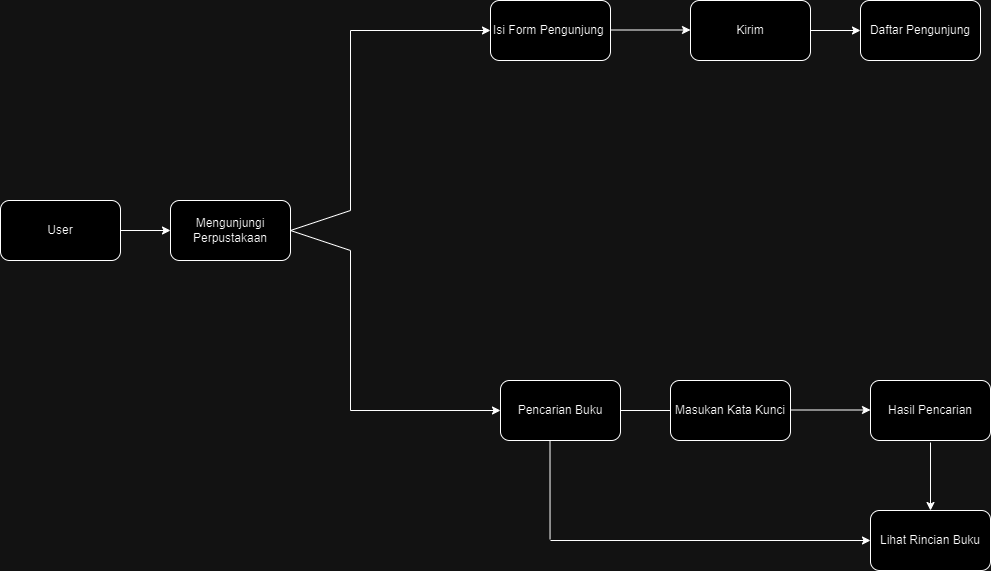 Isi Form Pengunjung
Kirim
Daftar Pengunjung
User
Mengunjungi
Perpustakaan
Pencarian Buku
Masukan Kata Kunci
Hasil Pencarian
Lihat Rincian Buku